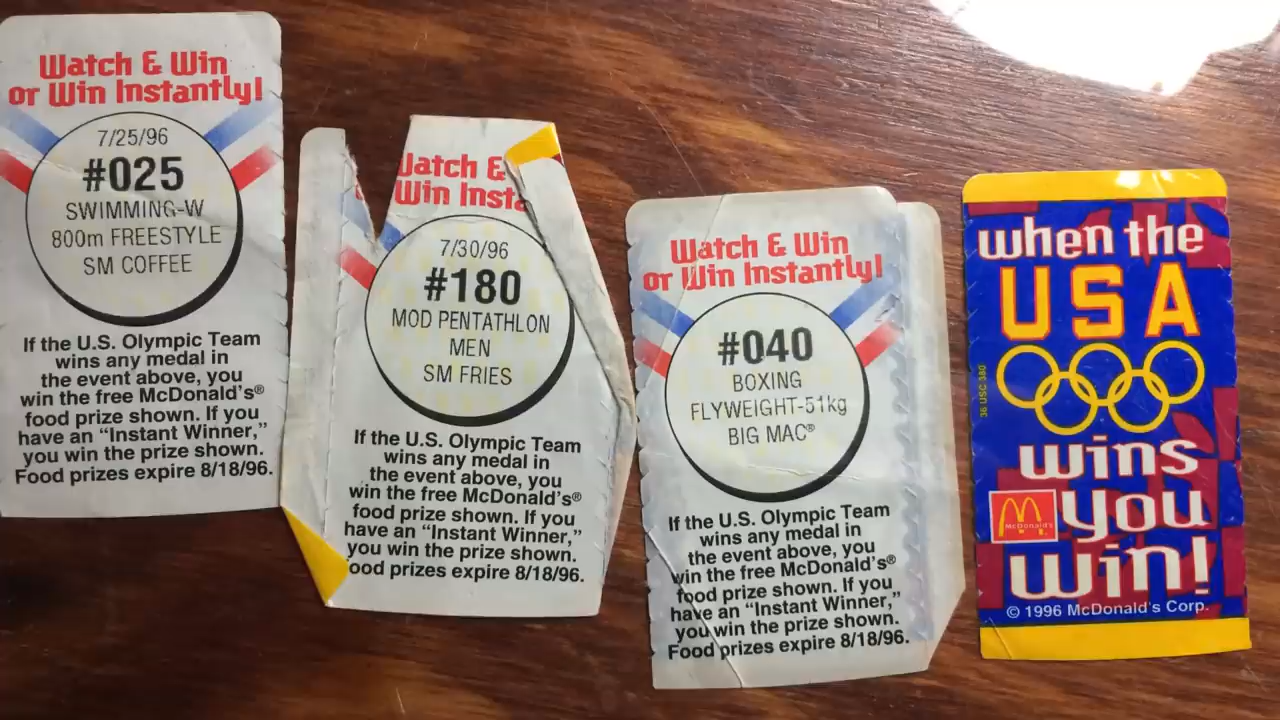 Watch & Win
or Win Instantly!
7/25/96
#025
SWIMMING-W
800m FREESTYLE
SM COFFEE
If the U.S. Olympic Team
wins any medal in
the event above, you
win the free McDonald's®
food prize shown. If you
have an “Instant Winner,”
you win the prize shown.
Food prizes expire 8/18/96.
Watch &
Win Insta
7/30/96
#180
MOD PENTATHLON
MEN
SM FRIES
If the U.S. Olympic Team
wins any medal in
the event above, you
win the free McDonald's®
food prize shown. If you
have an “Instant Winner,”
you win the prize shown.
ood prizes expire 8/18/96.
Watch & Win
or Win Instantly!
#040
BOXING
FLYWEIGHT-51kg
BIG MAC®
If the U.S. Olympic Team
wins any medal in
the event above, you
win the free McDonald's®
food prize shown. If you
have an “Instant Winner,”
you win the prize shown.
Food prizes expire 8/18/96.
when the
USA
36 USC 380
wins
McDonald's
you
win!
© 1996 McDonald's Corp.